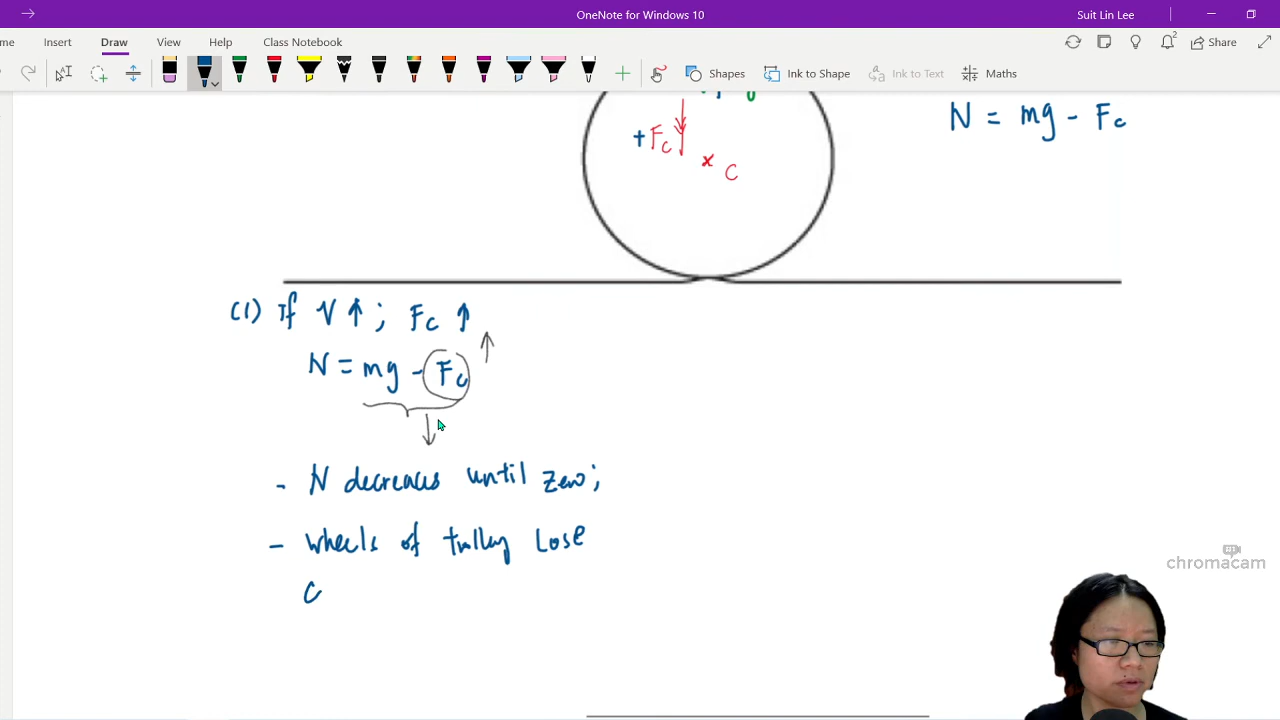 OneNote for Windows 10
Suit Lin Lee
me Insert Draw View Help Class Notebook
Share
Shapes Ink to Shape Ink to Text Maths
N = mg - Fc
+Fc
× C
(1) If V↑; Fc ↑
N = mg - Fc ↑
↓
- N decreases until zero;
- wheels of trolley lose
C
chromacam